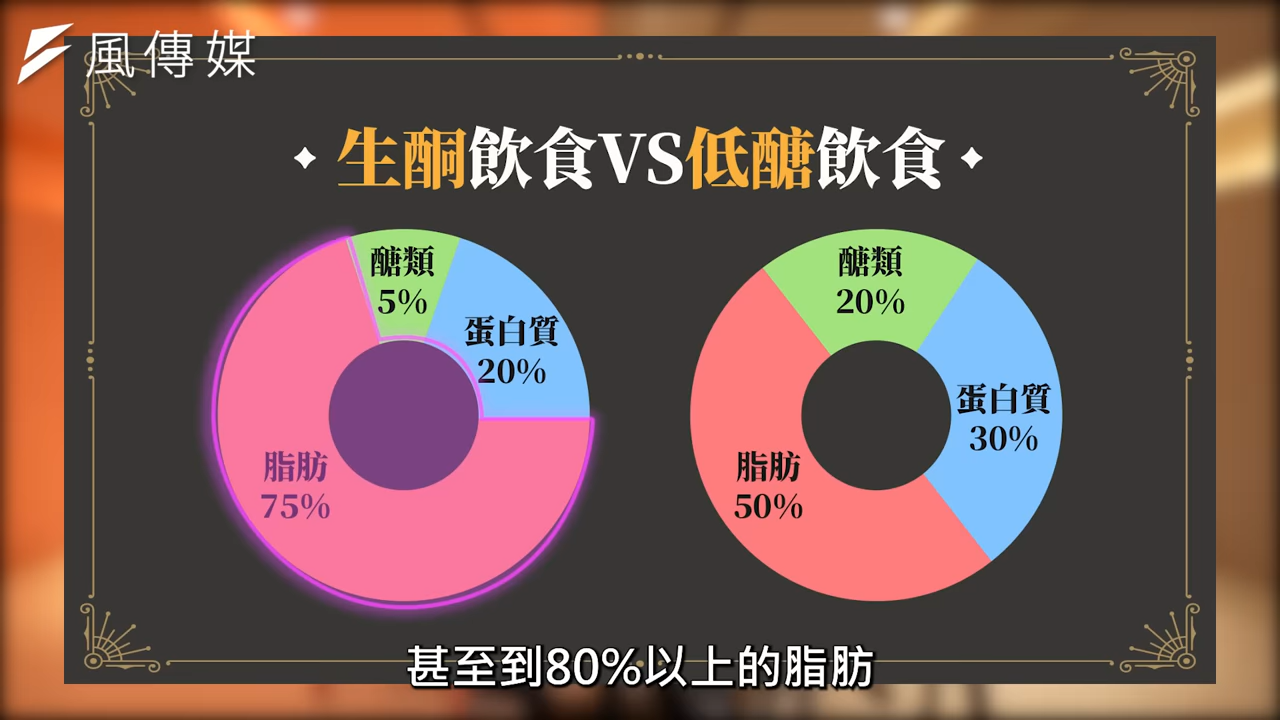 風傳媒
生酮飲食VS低醣飲食
醣類
5%
蛋白質
20%
脂肪
75%
醣類
20%
蛋白質
30%
脂肪
50%
甚至到80%以上的脂肪